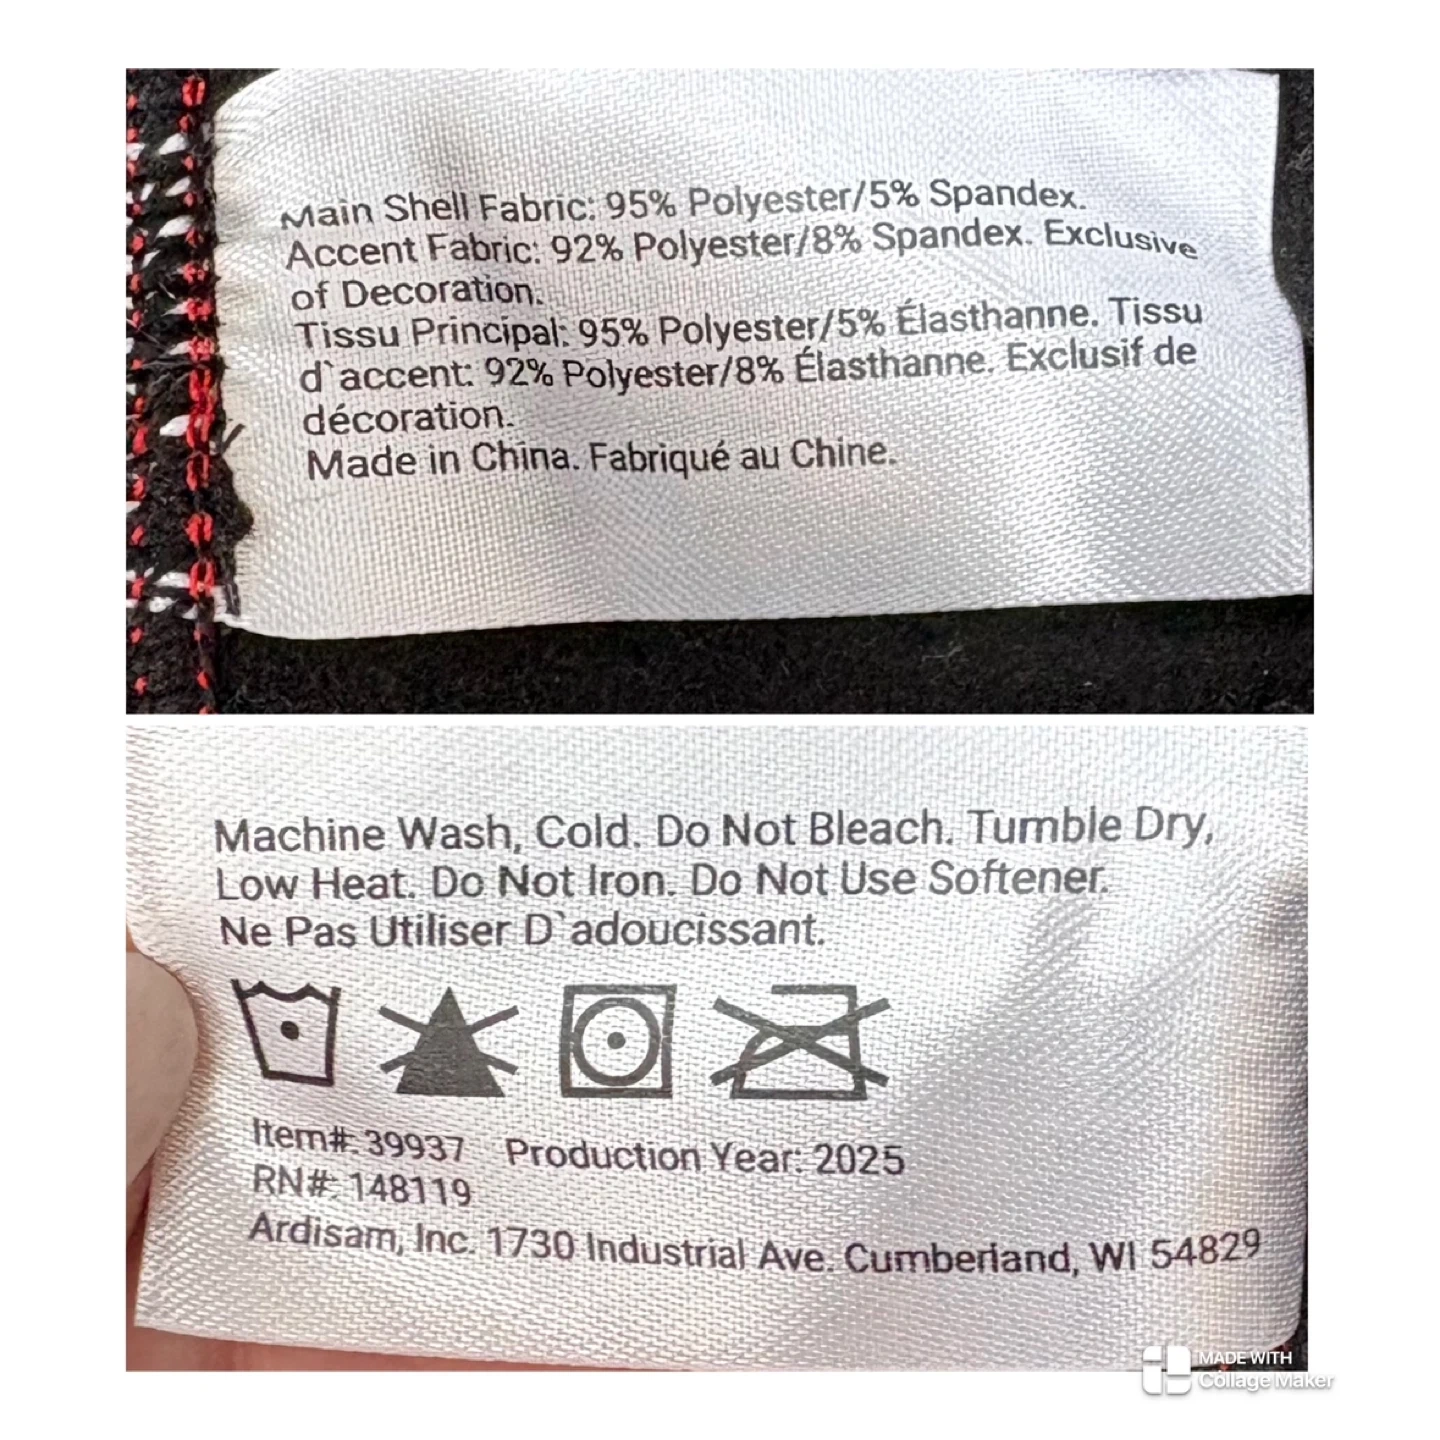 Main Shell Fabric: 95% Polyester/5% Spandex.
Accent Fabric: 92% Polyester/8% Spandex. Exclusive
of Decoration.
Tissu Principal: 95% Polyester/5% Élasthanne. Tissu
d`accent: 92% Polyester/8% Élasthanne. Exclusif de
décoration.
Made in China. Fabriqué au Chine.
Machine Wash, Cold. Do Not Bleach. Tumble Dry,
Low Heat. Do Not Iron. Do Not Use Softener.
Ne Pas Utiliser D`adoucissant.
Item#: 39937 Production Year: 2025
RN#: 148119
Ardisam, Inc. 1730 Industrial Ave. Cumberland, WI 54829
MADE WITH
Collage Maker